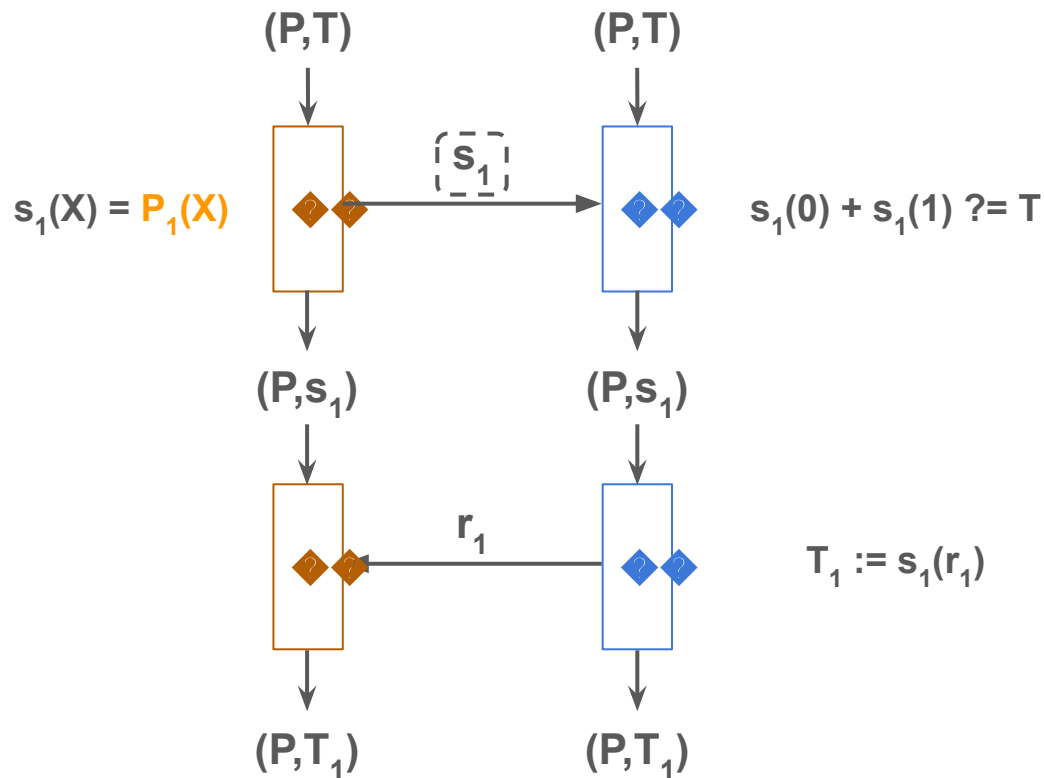 (P,T) (P,T)
s₁
s₁(X) = P₁(X) �� �� s₁(0) + s₁(1) ?= T
(P,s₁) (P,s₁)
r₁
�� �� T₁ := s₁(r₁)
(P,T₁) (P,T₁)